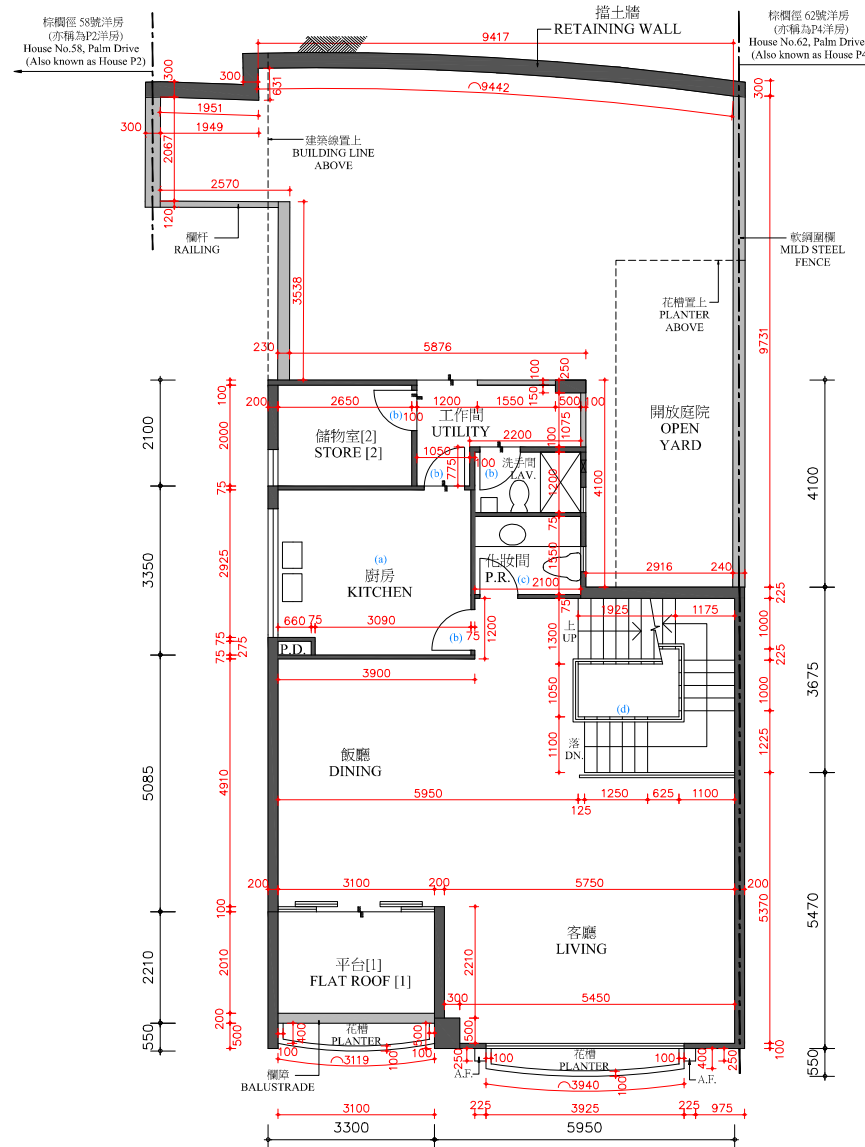 棕櫚徑 58號洋房
(亦稱為P2洋房)
House No.58, Palm Drive
(Also known as House P2)
擋土牆
RETAINING WALL
棕櫚徑 62號洋房
(亦稱為P4洋房)
House No.62, Palm Drive
(Also known as House P4
9417
300
300
631
300
9442
1951
300
1949
2067
建築線置上
BUILDING LINE
ABOVE
2570
120
欄杆
RAILING
軟鋼圍欄
MILD STEEL
FENCE
3538
花槽置上
PLANTER
ABOVE
9731
230
5876
250
100
150
200
2650
100
1200
1550
500
100
2100
100
2000
(b)
儲物室[2]
STORE [2]
工作間
UTILITY
1075
100
開放庭院
OPEN
YARD
4100
2200
1050
775
100
(b)
(b)
洗手間
LAV.
1200
4100
75
75
3350
2925
(a)
廚房
KITCHEN
化妝間
P.R.
(c)
1550
2100
75
2916
240
225
660
75
3090
75
1200
(b)
1300
上
UP
1925
1175
1000
225
75
275
P.D.
3900
1050
(d)
1000
3675
1100
落
DN.
1225
飯廳
DINING
5085
4910
5950
125
1250
625
1100
200
3100
200
5750
200
100
5370
5470
客廳
LIVING
2210
2010
平台[1]
FLAT ROOF [1]
2210
300
5450
200
500
550
花槽
PLANTER
400
500
1500
100
100
100
3119
欄障
BALUSTRADE
250
A.F.
100
花槽
PLANTER
100
A.F.
400
250
100
550
3940
100
3100
225
3925
225
975
3300
5950